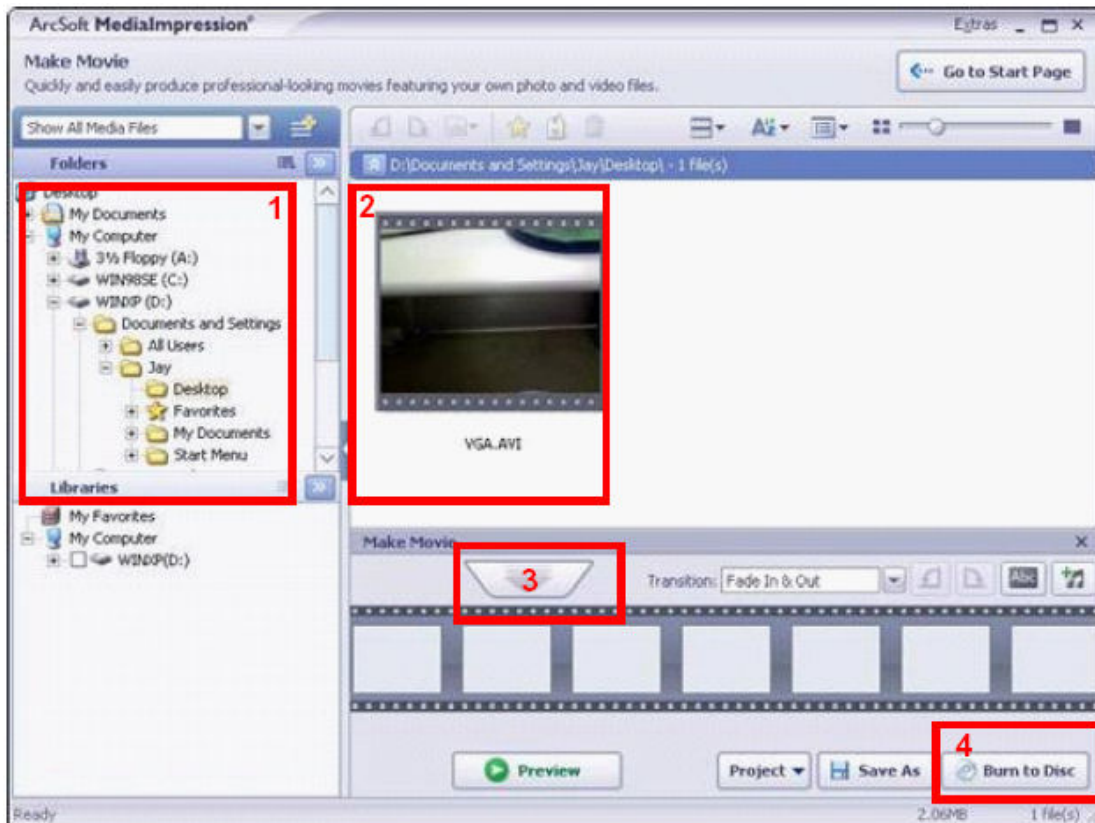 ArcSoft MediaImpression®
Extras
Make Movie
Quickly and easily produce professional-looking movies featuring your own photo and video files.
Go to Start Page
Show All Media Files
Folders
D:\Documents and Settings\Jay\Desktop\ - 1 file(s)
Desktop
1
My Documents
My Computer
3½ Floppy (A:)
WIN98SE (C:)
WINXP (D:)
Documents and Settings
All Users
Jay
Desktop
Favorites
My Documents
Start Menu
2
VGA.AVI
Libraries
My Favorites
My Computer
WINXP(D:)
Make Movie
3
Transition: Fade In & Out
Abc
4
Preview
Project
Save As
Burn to Disc
Ready
2.06MB
1 file(s)